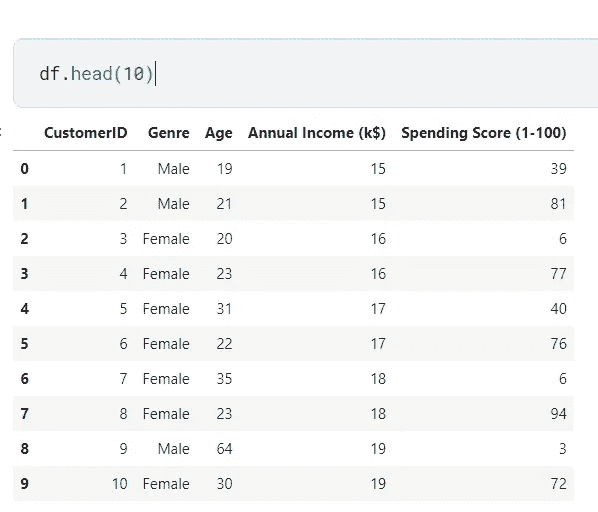 df.head(10)
CustomerID Genre Age Annual Income (k$) Spending Score (1-100)
0 1 Male 19 15 39
1 2 Male 21 15 81
2 3 Female 20 16 6
3 4 Female 23 16 77
4 5 Female 31 17 40
5 6 Female 22 17 76
6 7 Female 35 18 6
7 8 Female 23 18 94
8 9 Male 64 19 3
9 10 Female 30 19 72